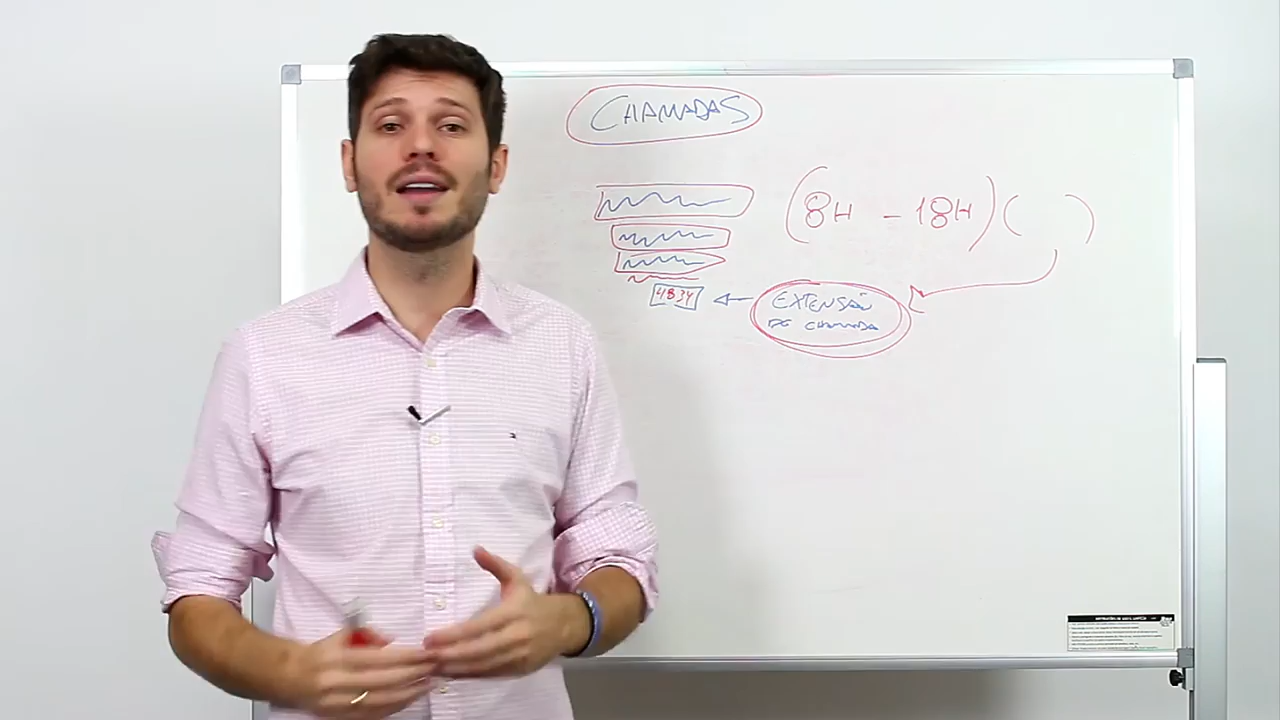 CHAMADAS
(8H - 18H) ( )
4834
EXTENSÃO
DE CHAMADA